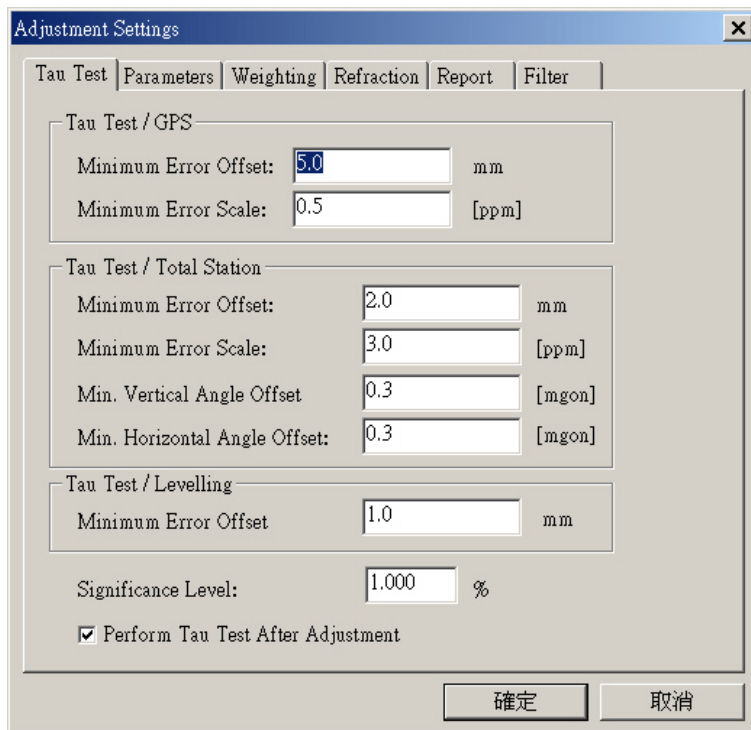 Adjustment Settings
Tau Test Parameters Weighting Refraction Report Filter
Tau Test / GPS
Minimum Error Offset: 5.0 mm
Minimum Error Scale: 0.5 [ppm]
Tau Test / Total Station
Minimum Error Offset: 2.0 mm
Minimum Error Scale: 3.0 [ppm]
Min. Vertical Angle Offset 0.3 [mgon]
Min. Horizontal Angle Offset: 0.3 [mgon]
Tau Test / Levelling
Minimum Error Offset 1.0 mm
Significance Level: 1.000 %
Perform Tau Test After Adjustment
確定 取消